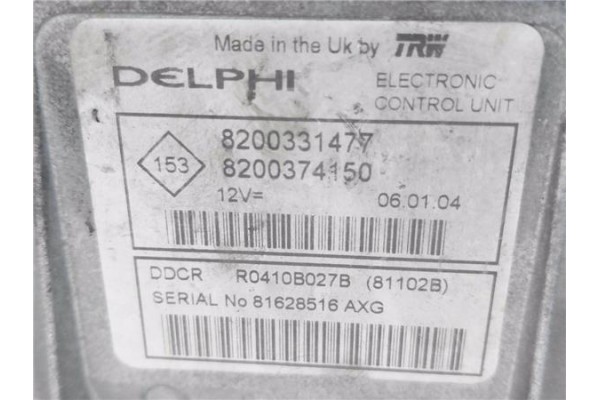 Made in the Uk by TRW
DELPHI
ELECTRONIC
CONTROL UNIT
153
8200331477
8200374150
12V=
06.01.04
DDCR R0410B027B (81102B)
SERIAL No 81628516 AXG